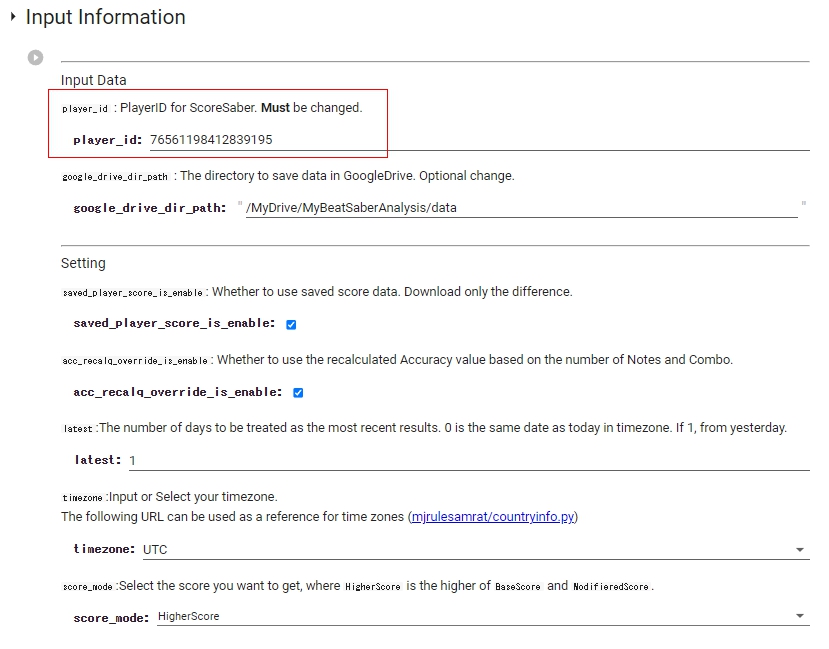 Input Information
Input Data
player_id : PlayerID for ScoreSaber. Must be changed.
player_id: 76561198412839195
google_drive_dir_path : The directory to save data in GoogleDrive. Optional change.
google_drive_dir_path: " /MyDrive/MyBeatSaberAnalysis/data "
Setting
saved_player_score_is_enable : Whether to use saved score data. Download only the difference.
saved_player_score_is_enable:
acc_recalq_override_is_enable : Whether to use the recalculated Accuracy value based on the number of Notes and Combo.
acc_recalq_override_is_enable:
latest :The number of days to be treated as the most recent results. 0 is the same date as today in timezone. If 1, from yesterday.
latest: 1
timezone :Input or Select your timezone.
The following URL can be used as a reference for time zones (mjrulesamrat/countryinfo.py)
timezone: UTC
score_mode :Select the score you want to get, where HigherScore is the higher of BaseScore and ModifieredScore .
score_mode: HigherScore